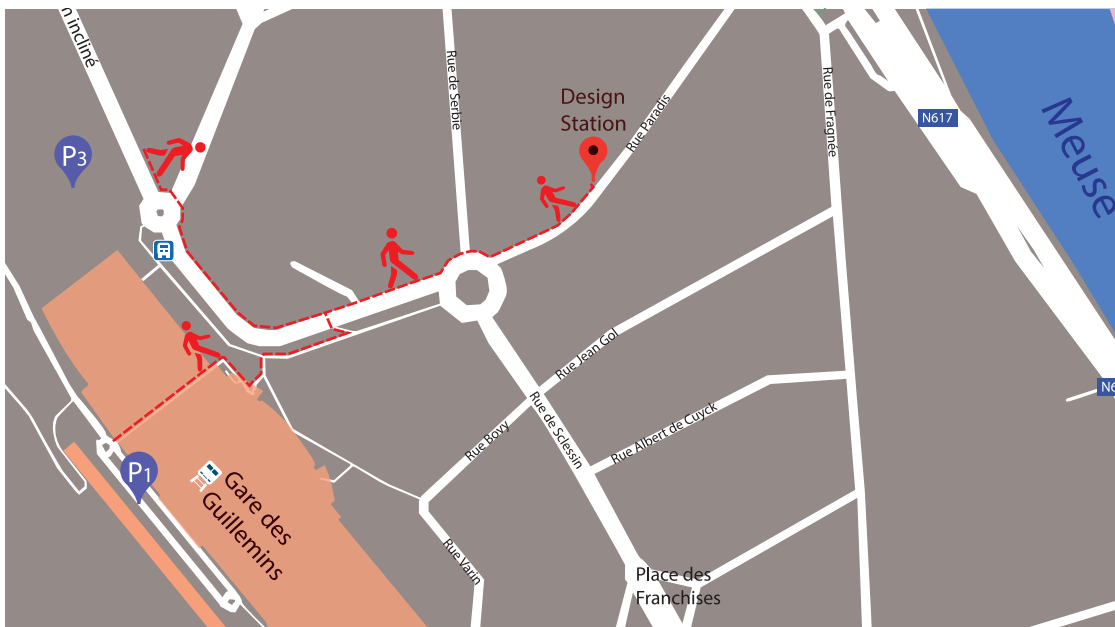 n incliné
Rue de Serbie
Design
Station
Rue Paradis
Rue de Fragnée
N617
Meuse
P3
Rue Jean Gol
Rue de Sclessin
Rue Bovy
Rue Albert de Cuyck
N6
P1
Gare des
Guillemins
Rue Varin
Place des
Franchises